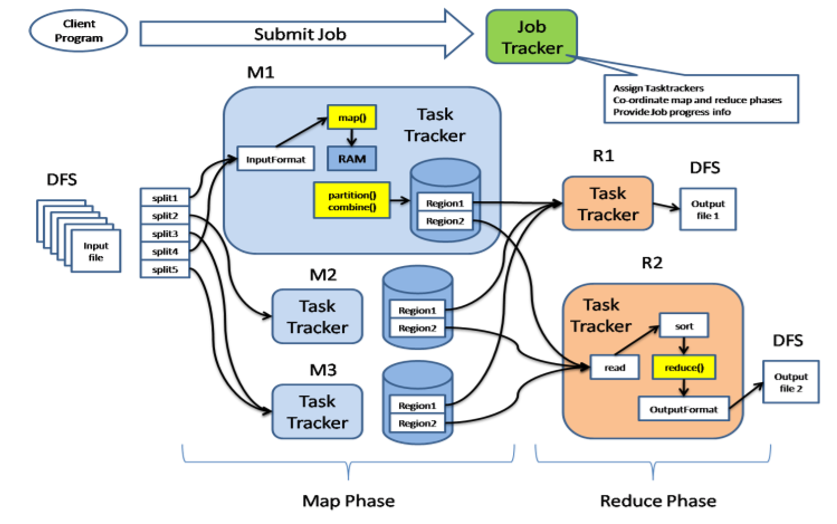 Client
Program
Submit Job
Job
Tracker
Assign Tasktrackers
Co-ordinate map and reduce phases
Provide Job progress info
M1
Task
Tracker
map()
InputFormat
RAM
partition()
combine()
Region1
Region2
DFS
Input
file
split1
split2
split3
split4
split5
M2
Task
Tracker
Region1
Region2
M3
Task
Tracker
Region1
Region2
R1
Task
Tracker
DFS
Output
file 1
R2
Task
Tracker
sort
read
reduce()
OutputFormat
DFS
Output
file 2
Map Phase
Reduce Phase